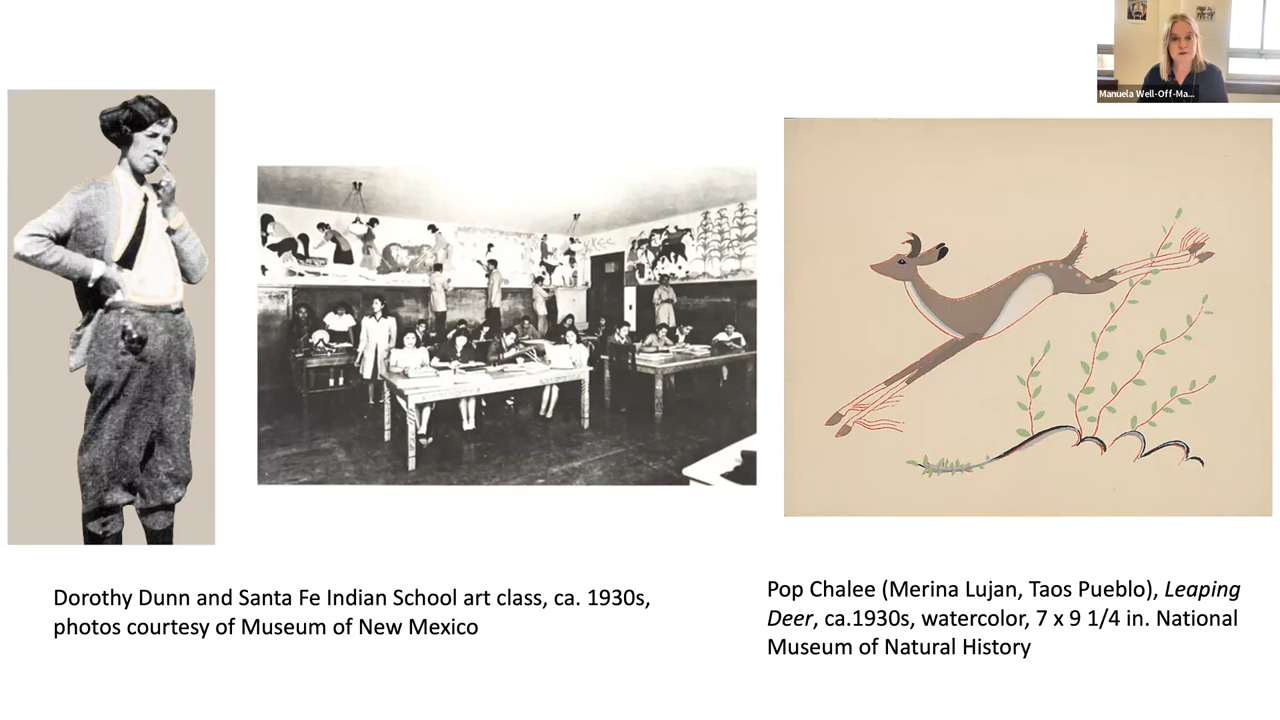 Manuela Well-Off-Ma...
Dorothy Dunn and Santa Fe Indian School art class, ca. 1930s,
photos courtesy of Museum of New Mexico
Pop Chalee (Merina Lujan, Taos Pueblo), Leaping
Deer, ca.1930s, watercolor, 7 x 9 1/4 in. National
Museum of Natural History